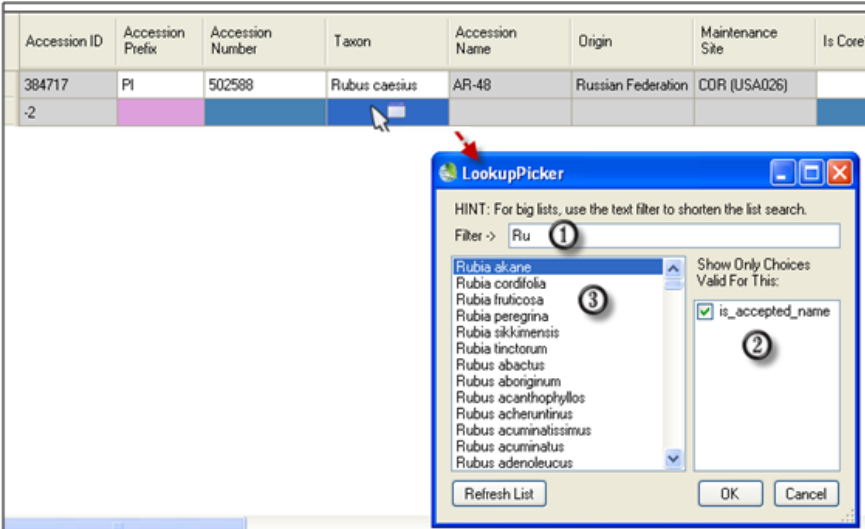 Accession ID Accession Prefix Accession Number Taxon Accession Name Origin Maintenance Site Is Core
384717 PI 502588 Rubus caesius AR-48 Russian Federation COR (USA026)
-2
LookupPicker
HINT: For big lists, use the text filter to shorten the list search.
Filter -> Ru 1
Rubia akane
Rubia cordifolia
Rubia fruticosa
Rubia peregrina
Rubia sikkimensis
Rubia tinctorum
Rubus abactus
Rubus aboriginum
Rubus acanthophyllos
Rubus acheruntinus
Rubus acuminatissimus
Rubus acuminatus
Rubus adenoleucus
3
Show Only Choices
Valid For This:
is_accepted_name
2
Refresh List OK Cancel